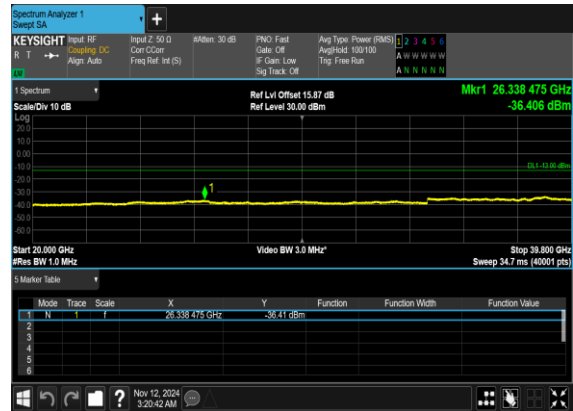 Spectrum Analyzer 1
Swept SA
+
KEYSIGHT
R T
LW
Input: RF
Coupling: DC
Align: Auto
Input Z: 50 Ω
Corr CCorr
Freq Ref: Int (S)
#Atten: 30 dB
PNO: Fast
Gate: Off
IF Gain: Low
Sig Track: Off
Avg Type: Power (RMS)
Avg|Hold: 100/100
Trig: Free Run
1 2 3 4 5 6
A W W W W W
A N N N N N
1 Spectrum
Scale/Div 10 dB
Ref Lvl Offset 15.87 dB
Ref Level 30.00 dBm
Mkr1 26.338 475 GHz
-36.406 dBm
Log
20.0
10.0
0.00
-10.0
-20.0
-30.0
-40.0
-50.0
-60.0
DL1 -13.00 dBm
1
Start 20.000 GHz
#Res BW 1.0 MHz
Video BW 3.0 MHz*
Stop 39.800 GHz
Sweep 34.7 ms (40001 pts)
5 Marker Table
Mode Trace Scale X Y Function Function Width Function Value
1 N 1 f 26.338 475 GHz -36.41 dBm
2
3
4
5
6
?
Nov 12, 2024
3:20:42 AM